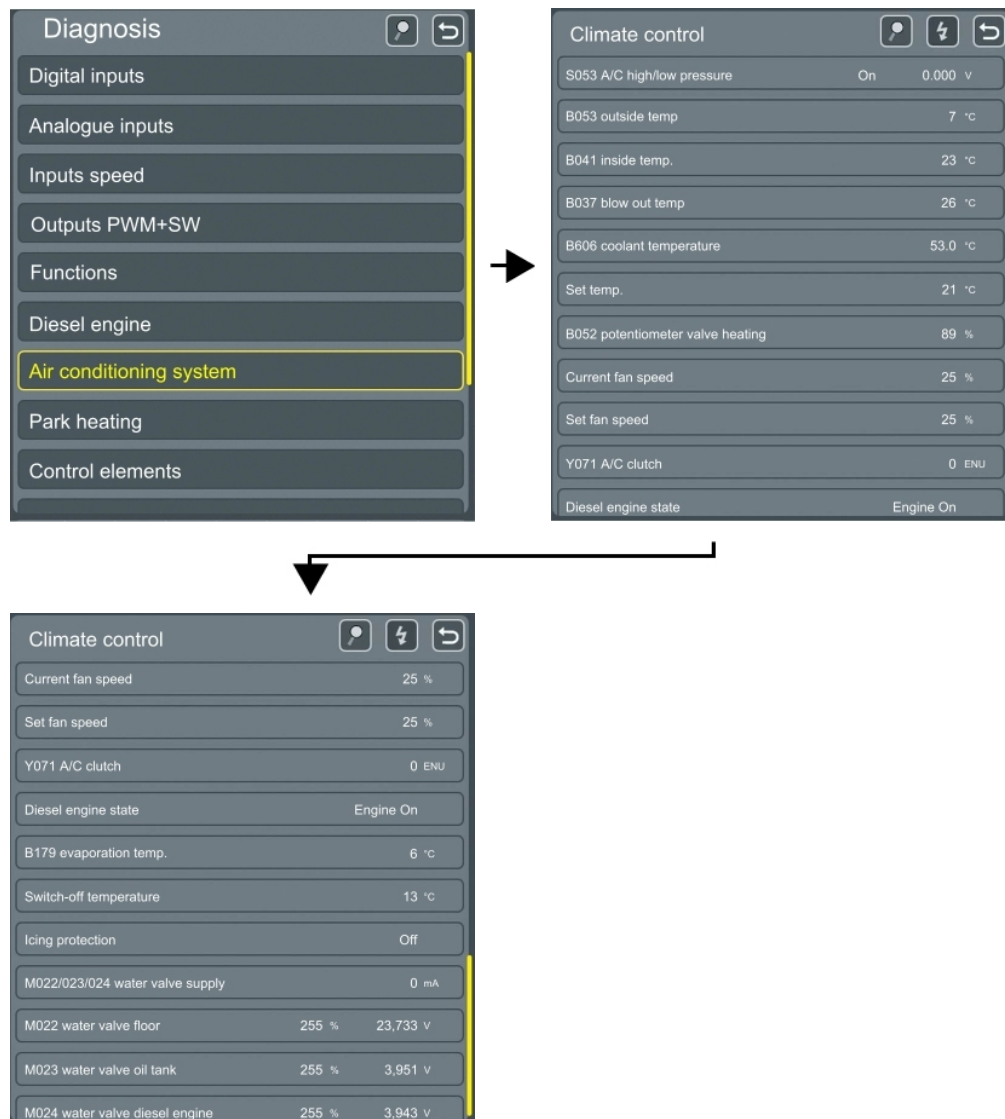 Diagnosis
Digital inputs
Analogue inputs
Inputs speed
Outputs PWM+SW
Functions
Diesel engine
Air conditioning system
Park heating
Control elements
Climate control
S053 A/C high/low pressure On 0.000 V
B053 outside temp 7 °C
B041 inside temp. 23 °C
B037 blow out temp 26 °C
B606 coolant temperature 53.0 °C
Set temp. 21 °C
B052 potentiometer valve heating 89 %
Current fan speed 25 %
Set fan speed 25 %
Y071 A/C clutch 0 ENU
Diesel engine state Engine On
Climate control
Current fan speed 25 %
Set fan speed 25 %
Y071 A/C clutch 0 ENU
Diesel engine state Engine On
B179 evaporation temp. 6 °C
Switch-off temperature 13 °C
Icing protection Off
M022/023/024 water valve supply 0 mA
M022 water valve floor 255 % 23,733 V
M023 water valve oil tank 255 % 3,951 V
M024 water valve diesel engine 255 % 3,943 V